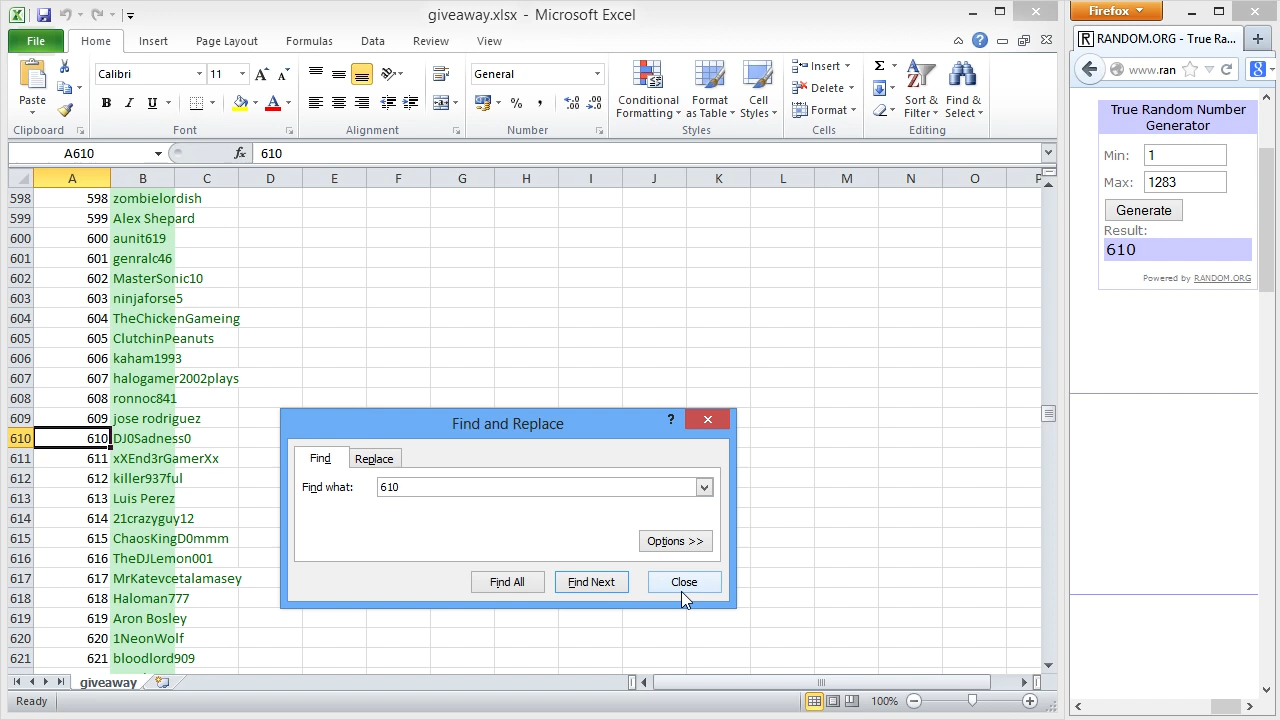 giveaway.xlsx - Microsoft Excel
File Home Insert Page Layout Formulas Data Review View
Calibri 11 General
Paste Conditional Formatting Format as Table Cell Styles Insert Delete Format Sort & Filter Find & Select
Clipboard Font Alignment Number Styles Cells Editing
A610 fx 610
A B C D E F G H I J K L M N O P
598 598 zombielordish
599 599 Alex Shepard
600 600 aunit619
601 601 genralc46
602 602 MasterSonic10
603 603 ninjaforse5
604 604 TheChickenGameing
605 605 ClutchinPeanuts
606 606 kaham1993
607 607 halogamer2002plays
608 608 ronnoc841
609 609 jose rodriguez
610 610 DJ0Sadness0
611 611 xXEnd3rGamerXx
612 612 killer937ful
613 613 Luis Perez
614 614 21crazyguy12
615 615 ChaosKingD0mmm
616 616 TheDJLemon001
617 617 MrKatevcetalamasey
618 618 Haloman777
619 619 Aron Bosley
620 620 1NeonWolf
621 621 bloodlord909
Find and Replace
Find Replace
Find what: 610
Options >>
Find All Find Next Close
giveaway
Ready 100%
Firefox
RANDOM.ORG - True Ra...
www.ran
True Random Number
Generator
Min: 1
Max: 1283
Generate
Result:
610
Powered by RANDOM.ORG